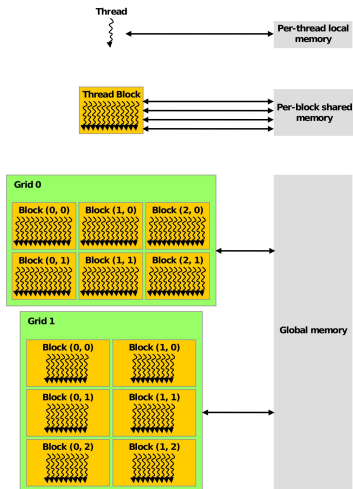 Thread
Per-thread local
memory
Thread Block
Per-block shared
memory
Grid 0
Block (0, 0) Block (1, 0) Block (2, 0)
Block (0, 1) Block (1, 1) Block (2, 1)
Global memory
Grid 1
Block (0, 0) Block (1, 0)
Block (0, 1) Block (1, 1)
Block (0, 2) Block (1, 2)